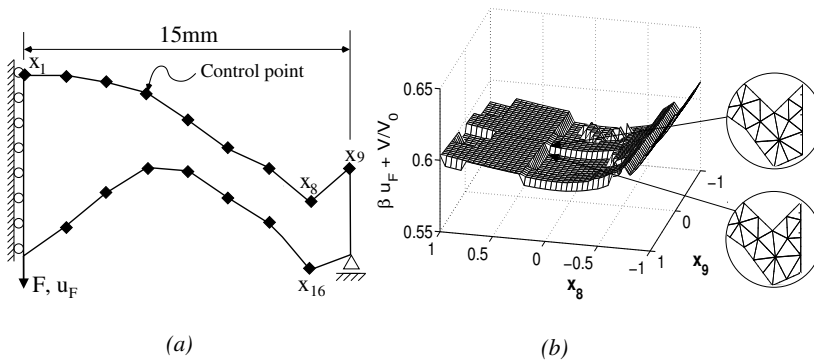 15mm
x1
Control point
x8
x9
x16
F, uF
(a)
β uF + V/V0
0.65
0.6
0.55
1
0.5
0
−0.5
−1
x8
1
0
−1
x9
(b)